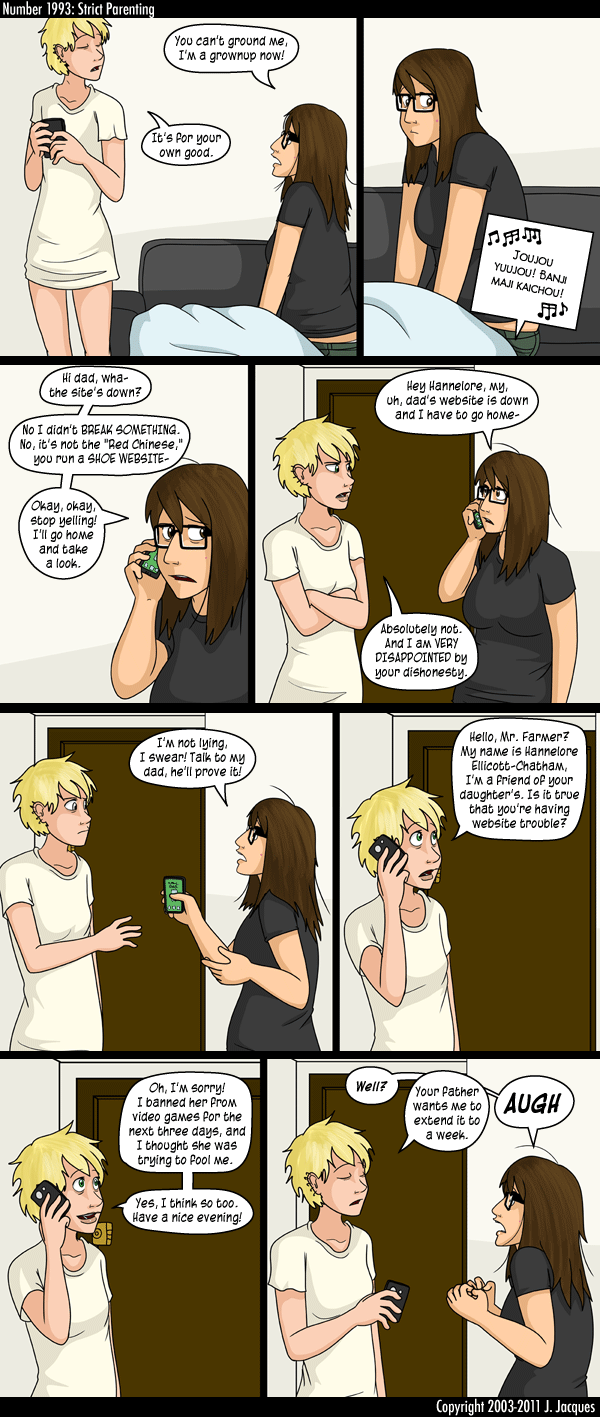 Number 1993: Strict Parenting
You can't ground me,
I'm a grownup now!
It's for your
own good.
Joujou
yuujou! Banji
maji kaichou!
Hi dad, wha-
the site's down?
No I didn't BREAK SOMETHING.
No, it's not the "Red Chinese,"
you run a SHOE WEBSITE-
Okay, okay,
stop yelling!
I'll go home
and take
a look.
Hey Hannelore, my,
uh, dad's website is down
and I have to go home-
Absolutely not.
And I am VERY
DISAPPOINTED by
your dishonesty.
I'm not lying,
I swear! Talk to my
dad, he'll prove it!
Hello, Mr. Farmer?
My name is Hannelore
Ellicott-Chatham,
I'm a friend of your
daughter's. Is it true
that you're having
website trouble?
Oh, I'm sorry!
I banned her from
video games for the
next three days, and
I thought she was
trying to fool me.
Yes, I think so too.
Have a nice evening!
Well?
Your father
wants me to
extend it to
a week.
AUGH
Copyright 2003-2011 J. Jacques